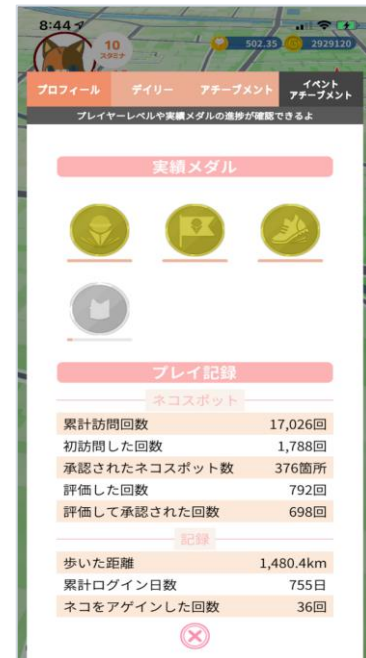 8:44
10
スタミナ
502.35
2929120
プロフィール
デイリー
アチーブメント
イベント
アチーブメント
プレイヤーレベルや実績メダルの進捗が確認できるよ
実績メダル
プレイ記録
ネコスポット
累計訪問回数 17,026回
初訪問した回数 1,788回
承認されたネコスポット数 376箇所
評価した回数 792回
評価して承認された回数 698回
記録
歩いた距離 1,480.4km
累計ログイン日数 755日
ネコをアゲインした回数 36回